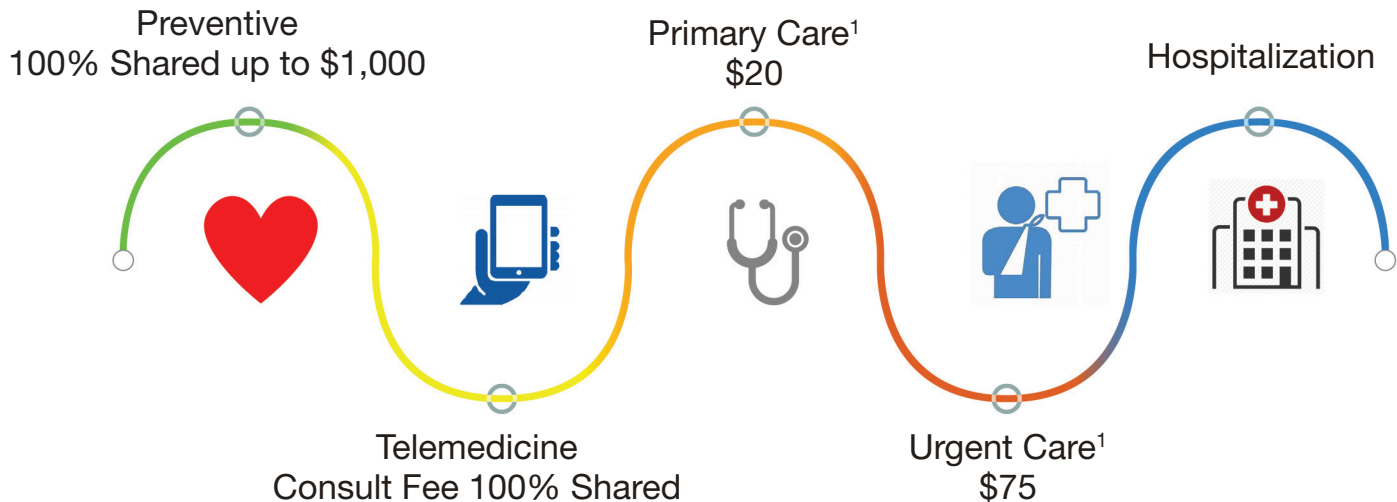 Preventive
100% Shared up to $1,000
Telemedicine
Consult Fee 100% Shared
Primary Care¹
$20
Urgent Care¹
$75
Hospitalization